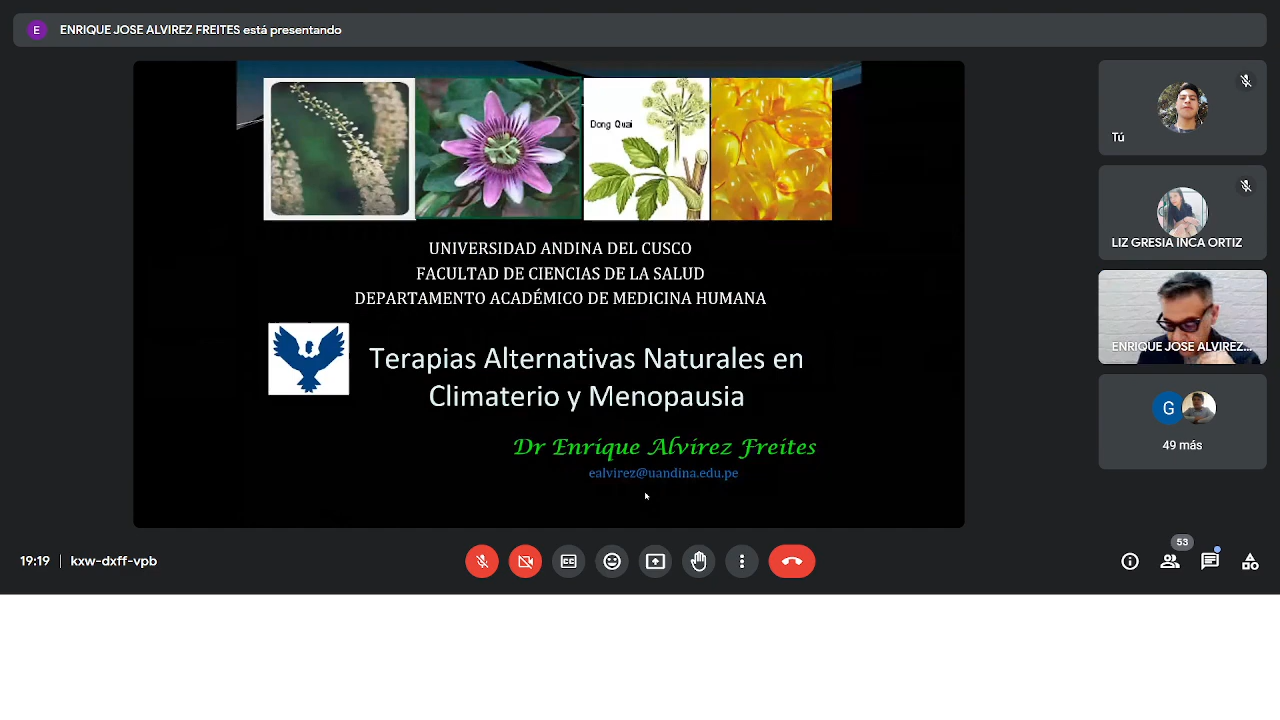 E
ENRIQUE JOSE ALVIREZ FREITES está presentando
Dong Quai
UNIVERSIDAD ANDINA DEL CUSCO
FACULTAD DE CIENCIAS DE LA SALUD
DEPARTAMENTO ACADÉMICO DE MEDICINA HUMANA
Terapias Alternativas Naturales en
Climaterio y Menopausia
Dr Enrique Alvirez Freites
ealvirez@uandina.edu.pe
Tú
LIZ GRESIA INCA ORTIZ
ENRIQUE JOSE ALVIREZ...
G
49 más
19:19 | kxw-dxff-vpb
CC
53